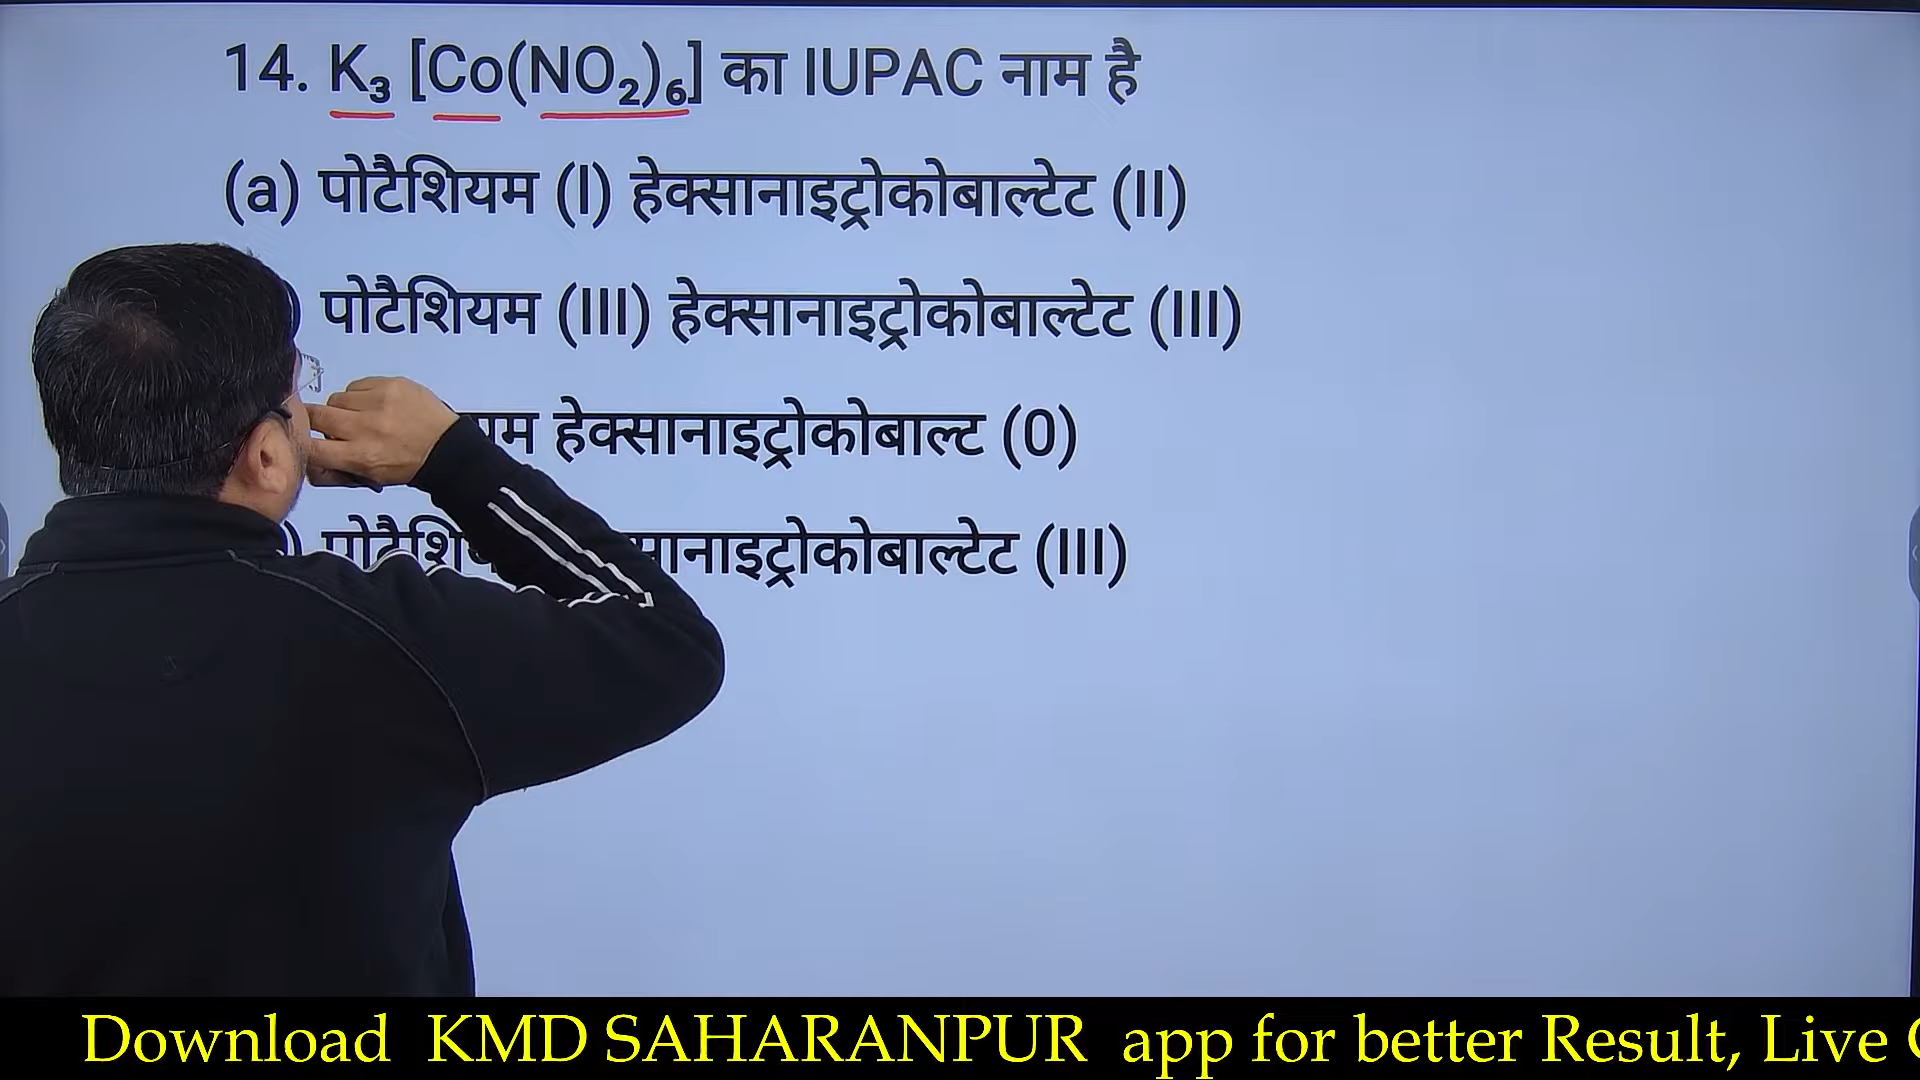 14. K₃ [Co(NO₂)₆] का IUPAC नाम है
(a) पोटैशियम (I) हेक्सानाइट्रोकोबाल्टेट (II)
) पोटैशियम (III) हेक्सानाइट्रोकोबाल्टेट (III)
हेक्सानाइट्रोकोबाल्ट (0)
(III)
Download KMD SAHARANPUR app for better Result, Live